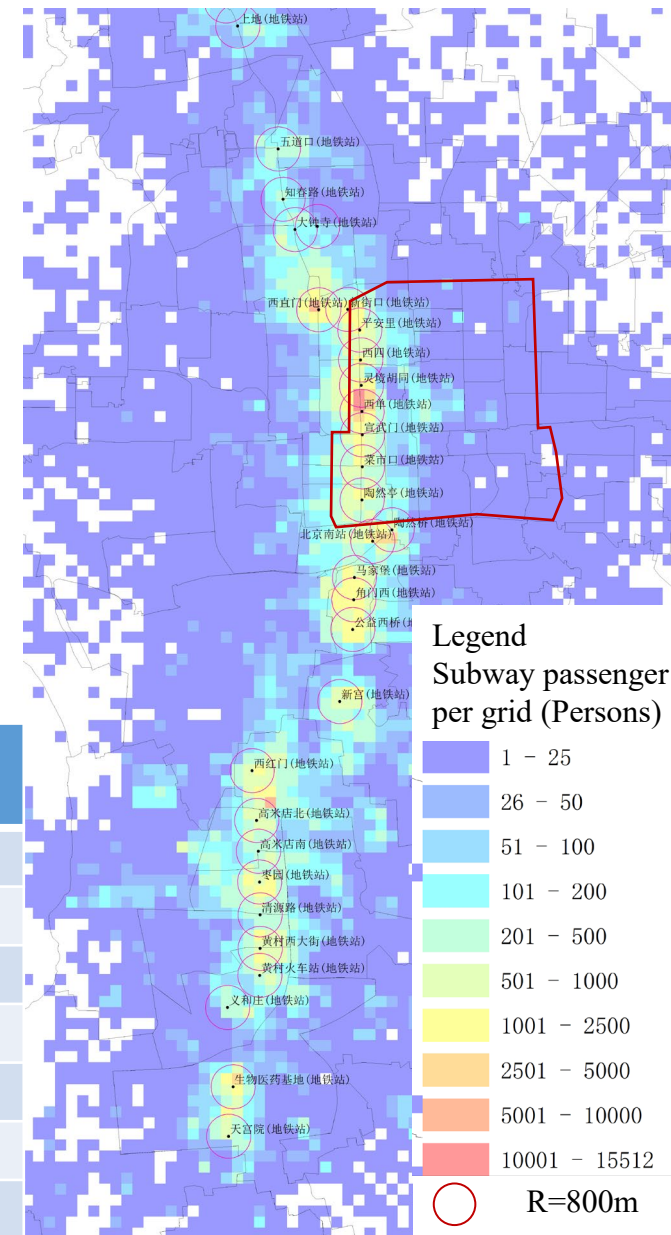 上地(地铁站)
五道口(地铁站)
知春路(地铁站)
大钟寺(地铁站)
西直门(地铁站)
新街口(地铁站)
平安里(地铁站)
西四(地铁站)
灵境胡同(地铁站)
西单(地铁站)
宣武门(地铁站)
菜市口(地铁站)
陶然亭(地铁站)
陶然桥(地铁站)
北京南站(地铁站)
马家堡(地铁站)
角门西(地铁站)
公益西桥(地
新宫(地铁站)
西红门(地铁站)
高米店北(地铁站)
高米店南(地铁站)
枣园(地铁站)
清源路(地铁站)
黄村西大街(地铁站)
黄村火车站(地铁站)
义和庄(地铁站)
生物医药基地(地铁站)
天宫院(地铁站)
Legend
Subway passenger
per grid (Persons)
1 - 25
26 - 50
51 - 100
101 - 200
201 - 500
501 - 1000
1001 - 2500
2501 - 5000
5001 - 10000
10001 - 15512
R=800m